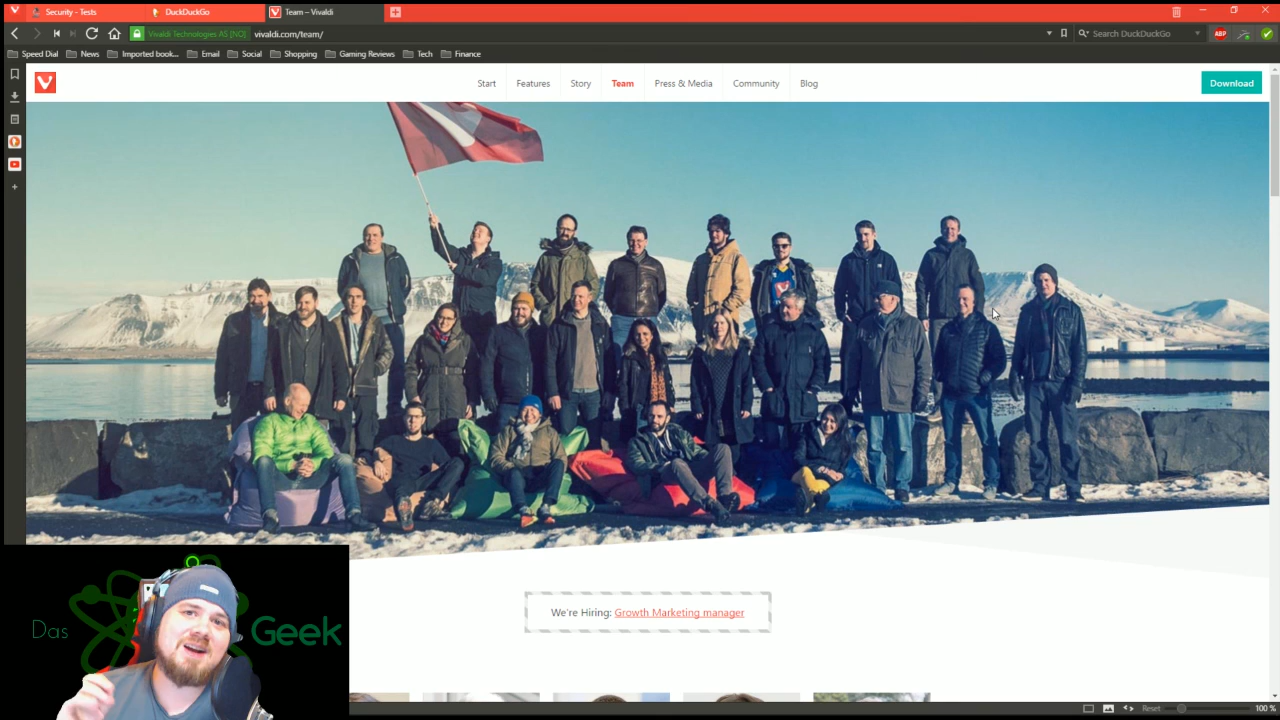 Security - Tests
DuckDuckGo
Team – Vivaldi
Vivaldi Technologies AS [NO]
vivaldi.com/team/
Search DuckDuckGo
ABP
Speed Dial
News
Imported book...
Email
Social
Shopping
Gaming Reviews
Tech
Finance
Start
Features
Story
Team
Press & Media
Community
Blog
Download
We're Hiring: Growth Marketing manager
Das
Geek
Reset
100 %